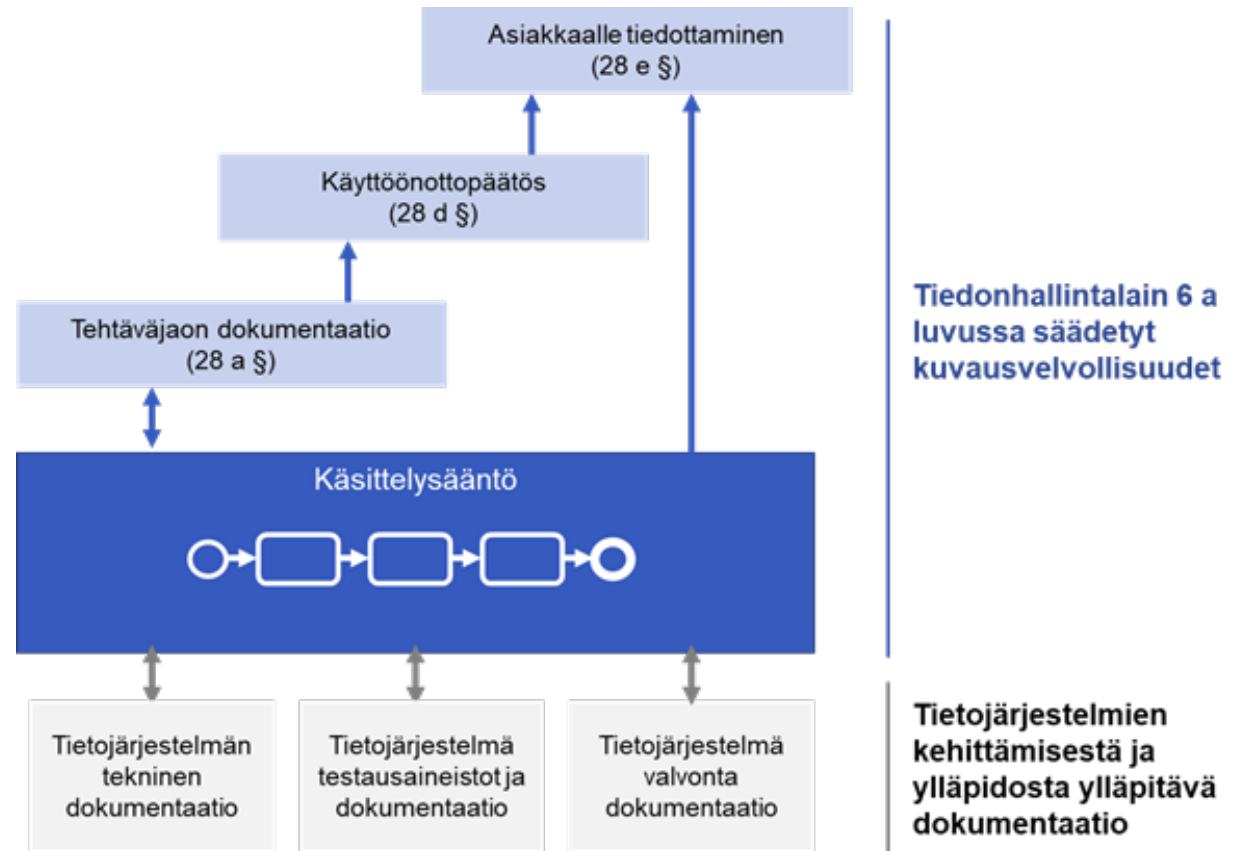 Asiakkaalle tiedottaminen
(28 e §)
Käyttöönottopäätös
(28 d §)
Tehtäväjaon dokumentaatio
(28 a §)
Tiedonhallintalain 6 a
luvussa säädetyt
kuvausvelvollisuudet
Käsittelysääntö
Tietojärjestelmän
tekninen
dokumentaatio
Tietojärjestelmä
testausaineistot ja
dokumentaatio
Tietojärjestelmä
valvonta
dokumentaatio
Tietojärjestelmien
kehittämisestä ja
ylläpidosta ylläpitävä
dokumentaatio